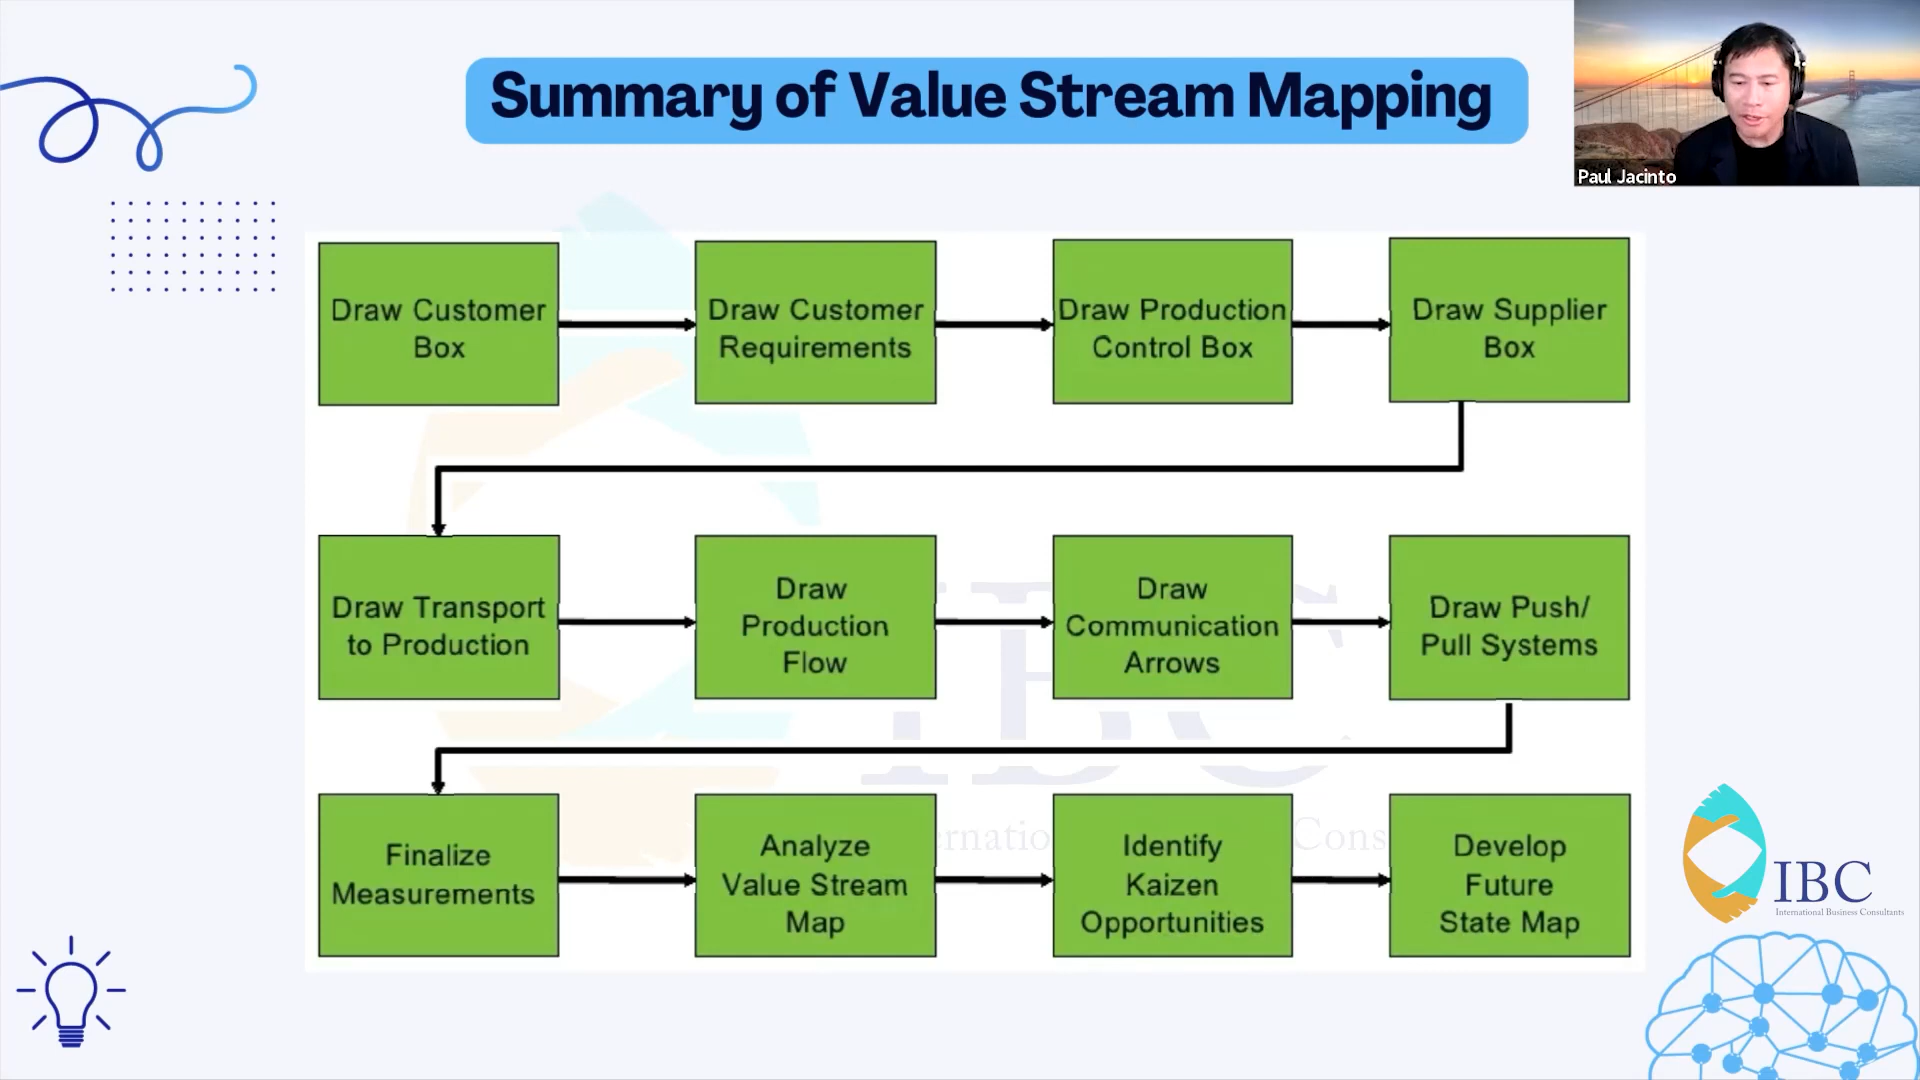 Summary of Value Stream Mapping
Paul Jacinto
Draw Customer
Box
Draw Customer
Requirements
Draw Production
Control Box
Draw Supplier
Box
Draw Transport
to Production
Draw
Production
Flow
Draw
Communication
Arrows
Draw Push/
Pull Systems
Finalize
Measurements
Analyze
Value Stream
Map
Identify
Kaizen
Opportunities
Develop
Future
State Map
IBC
International Business Consultants